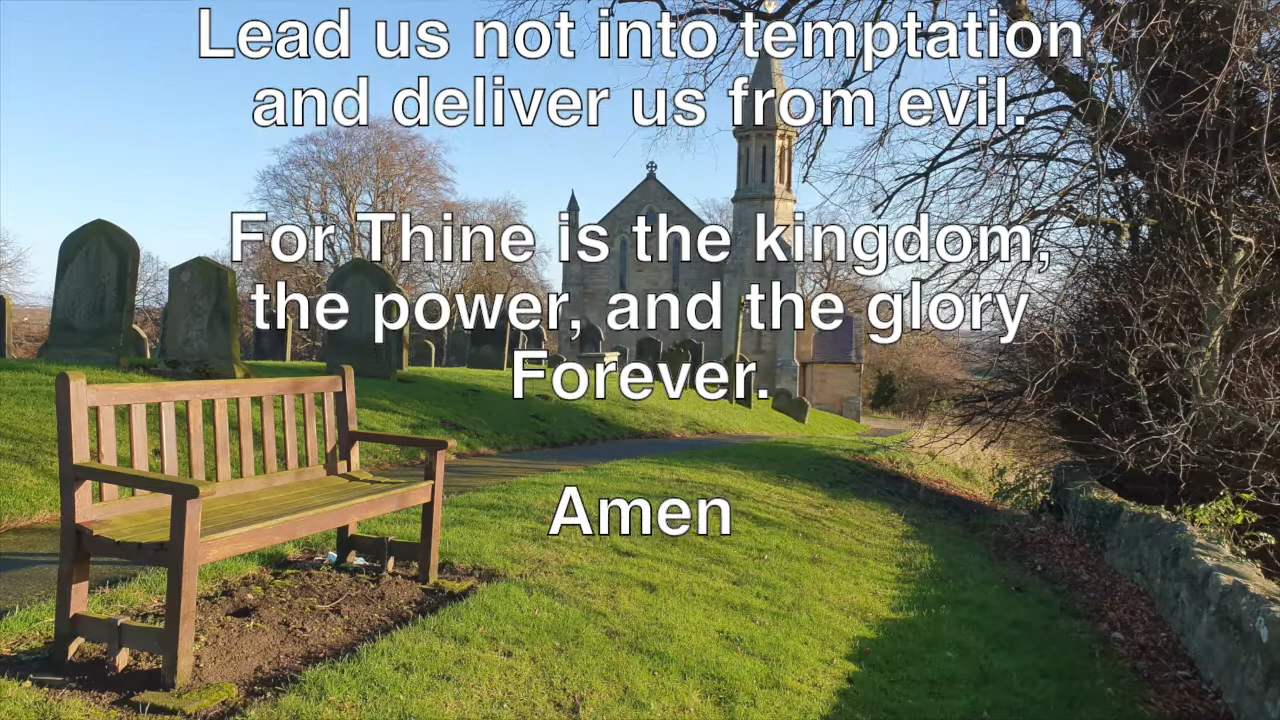 Lead us not into temptation
and deliver us from evil.
For Thine is the kingdom,
the power, and the glory
Forever.
Amen